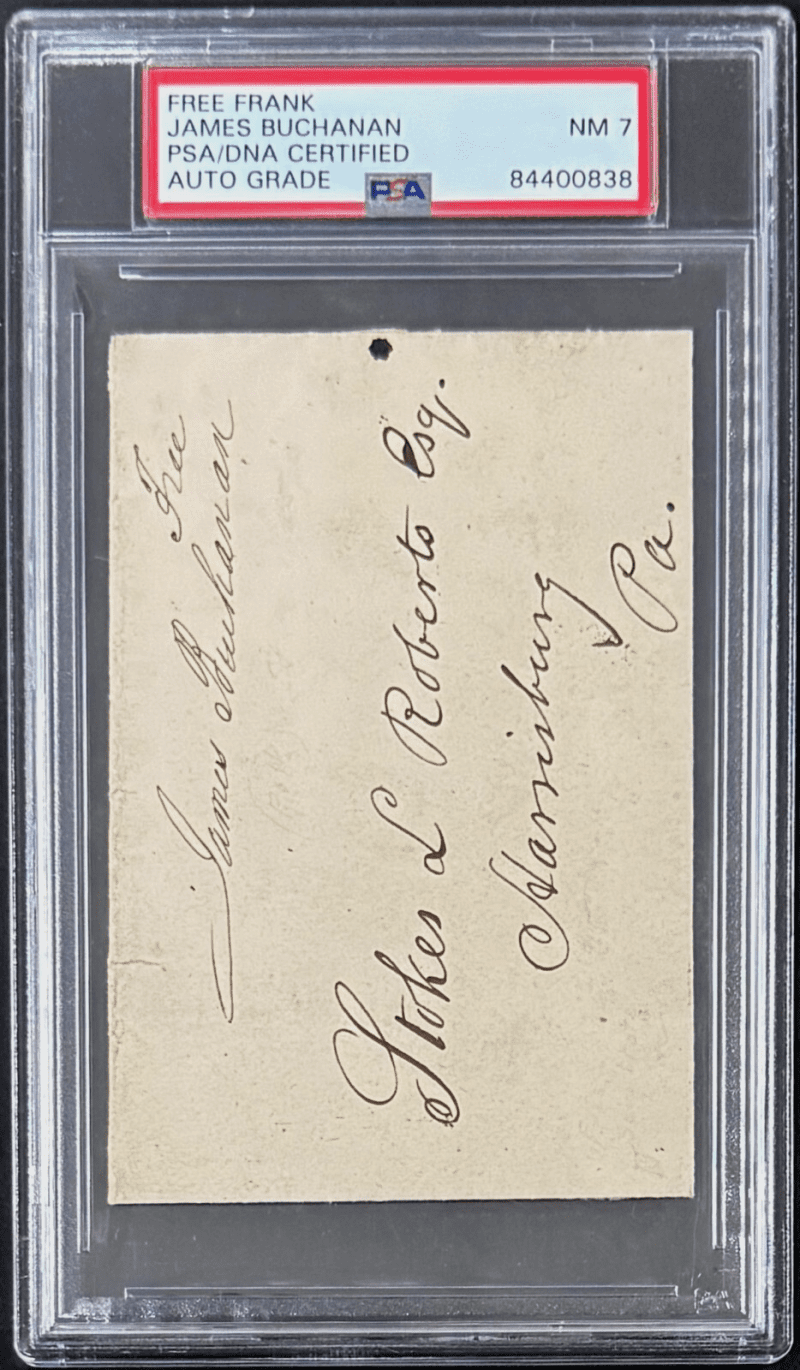 FREE FRANK
JAMES BUCHANAN NM 7
PSA/DNA CERTIFIED
AUTO GRADE 84400838
PSA
Free
James Buchanan
Stokes L Roberts Esq.
Harrisburg
Pa.